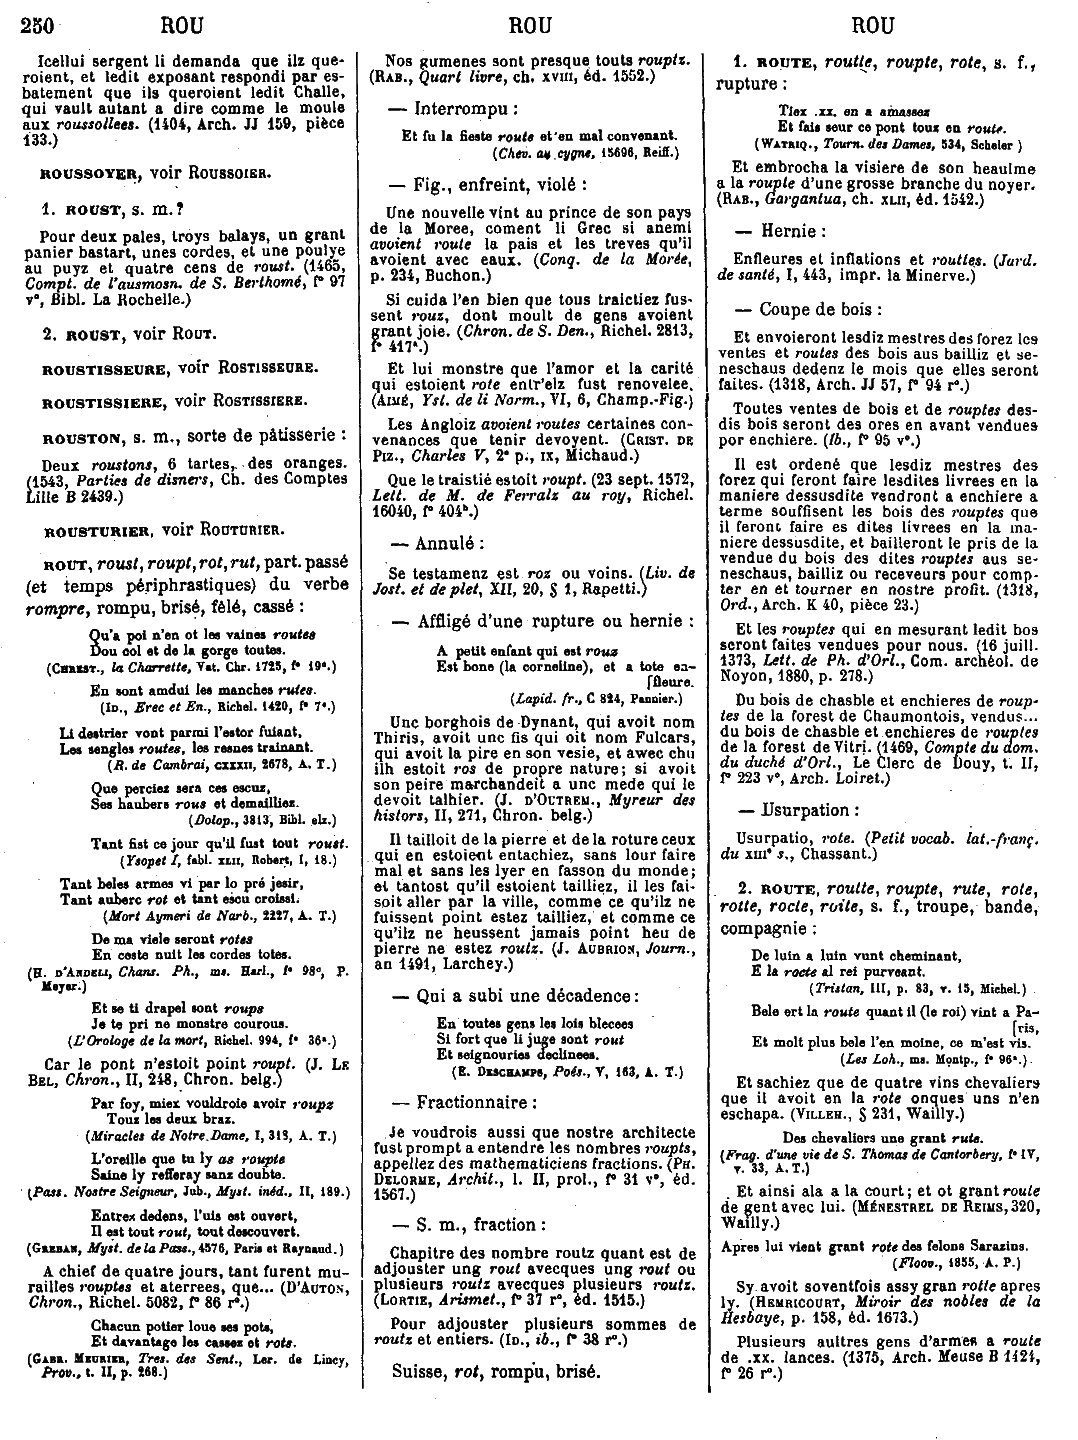 250 ROU ROU ROU
Icellui sergent li demanda que ilz que-
roient, et ledit exposant respondi par es-
batement que ils queroient ledit Challe,
qui vault autant a dire comme le moule
aux roussollees. (1404, Arch. JJ 159, pièce
133.)
ROUSSOYER, voir ROUSSOIER.
1. ROUST, s. m.?
Pour deux pales, troys balays, un grant
panier bastart, unes cordes, et une poulye
au puyz et quatre cens de roust. (1465,
Compt. de l'ausmosn. de S. Berthomé, f° 97
v°, Bibl. La Rochelle.)
2. ROUST, voir ROUT.
ROUSTISSEURE, voir ROSTISSEURE.
ROUSTISSIERE, voir ROSTISSIERE.
ROUSTON, s. m., sorte de pâtisserie :
Deux roustons, 6 tartes, des oranges.
(1543, Parties de disners, Ch. des Comptes
Lille B 2439.)
ROUSTURIER, voir ROUTURIER.
ROUT, roust, roupt, rot, rut, part. passé
(et temps périphrastiques) du verbe
rompre, rompu, brisé, fêlé, cassé :
Qu'a poi n'en ot les vaines routes
Dou col et de la gorge toutes.
(CHREST., la Charrette, Vat. Chr. 1725, f° 19ᵃ.)
En sont amdui les manches rutes.
(ID., Erec et En., Richel. 1420, f° 7ᵃ.)
Li destrier vont parmi l'estor fuiant,
Les sengles routes, les resnes trainant.
(R. de Cambrai, CXXXII, 2678, A. T.)
Que perciez sera ces escuz,
Ses haubers rous et demailliez.
(Dolop., 3813, Bibl. elz.)
Tant fist ce jour qu'il fust tout roust.
(Ysopet I, fabl. XLII, Robert, I, 18.)
Tant beles armes vi par lo pré jesir,
Tant auberc rot et tant escu croissi.
(Mort Aymeri de Narb., 2227, A. T.)
De ma viele seront rotes
En ceste nuit les cordes totes.
(H. D'ANDELI, Chans. Ph., ms. Harl., f° 98ᶜ, P.
Meyer.)
Et se ti drapel sont roups
Je te pri ne monstre courous.
(L'Orologe de la mort, Richel. 994, f° 36ᵃ.)
Car le pont n'estoit point roupt. (J. LE
BEL, Chron., II, 248, Chron. belg.)
Par foy, miex vouldroie avoir roupz
Touz les deux braz.
(Miracles de Notre Dame, I, 313, A. T.)
L'oreille que tu ly as roupte
Saine ly refferay sanz doubte.
(Pass. Nostre Seigneur, Jub., Myst. inéd., II, 189.)
Entrex dedens, l'uis est ouvert,
Il est tout rout, tout descouvert.
(GREBAN, Myst. de la Pass., 4576, Paris et Raynaud.)
A chief de quatre jours, tant furent mu-
railles rouptes et aterrees, que... (D'AUTON,
Chron., Richel. 5082, f° 86 r°.)
Chacun potier loue ses pots,
Et davantage les cassez et rots.
(GABR. MEURIER, Tres. des Sent., Ler. de Lincy,
Prov., t. II, p. 268.)
Nos gumenes sont presque touts rouptz.
(RAB., Quart livre, ch. XVIII, éd. 1552.)
— Interrompu :
Et fu la fieste route et en mal convenant.
(Chev. au cygne, 15696, Reiff.)
— Fig., enfreint, violé :
Une nouvelle vint au prince de son pays
de la Moree, coment li Grec si anemi
avoient route la pais et les treves qu'il
avoient avec eaux. (Conq. de la Morée,
p. 234, Buchon.)
Si cuida l'en bien que tous traictiez fus-
sent rouz, dont moult de gens avoient
grant joie. (Chron. de S. Den., Richel. 2813,
f° 417ᵃ.)
Et lui monstre que l'amor et la carité
qui estoient rote entr'elz fust renovelee.
(AIMÉ, Yst. de li Norm., VI, 6, Champ.-Fig.)
Les Angloiz avoient routes certaines con-
venances que tenir devoyent. (CRIST. DE
PIZ., Charles V, 2ᵉ p., IX, Michaud.)
Que le traistié estoit roupt. (23 sept. 1572,
Lett. de M. de Ferralz au roy, Richel.
16040, f° 404ᵇ.)
— Annulé :
Se testamenz est roz ou voins. (Liv. de
Jost. et de plet, XII, 20, § 1, Rapetti.)
— Affligé d'une rupture ou hernie :
A petit enfant qui est rouz
Est bone (la corneline), et a tote en-
[fleure.
(Lapid. fr., C 824, Pannier.)
Unc borghois de Dynant, qui avoit nom
Thiris, avoit unc fis qui oit nom Fulcars,
qui avoit la pire en son vesie, et awec chu
ilh estoit ros de propre nature; si avoit
son peire marchandeit a unc mede qui le
devoit talhier. (J. D'OUTREM., Myreur des
histors, II, 271, Chron. belg.)
Il tailloit de la pierre et de la roture ceux
qui en estoient entachiez, sans lour faire
mal et sans les lyer en fasson du monde;
et tantost qu'il estoient tailliez, il les fai-
soit aller par la ville, comme ce qu'ilz ne
fuissent point estez tailliez, et comme ce
qu'ilz ne heussent jamais point heu de
pierre ne estez routz. (J. AUBRION, Journ.,
an 1491, Larchey.)
— Qui a subi une décadence :
En toutes gens les lois blecees
Si fort que li juge sont rout
Et seignouries declinees.
(E. DESCHAMPS, Poés., V, 163, A. T.)
— Fractionnaire :
Je voudrois aussi que nostre architecte
fust prompt a entendre les nombres roupts,
appellez des mathematiciens fractions. (PH.
DELORME, Archit., l. II, prol., f° 31 v°, éd.
1567.)
— S. m., fraction :
Chapitre des nombre routz quant est de
adjouster ung rout avecques ung rout ou
plusieurs routz avecques plusieurs routz.
(LORTIE, Arismet., f° 37 r°, éd. 1515.)
Pour adjouster plusieurs sommes de
routz et entiers. (ID., ib., f° 38 r°.)
Suisse, rot, rompu, brisé.
1. ROUTE, routte, roupte, rote, s. f.,
rupture :
Tiex .xx. en a amassez
Et fais seur ce pont touz en route.
(WATRIQ., Tourn. des Dames, 534, Scheler )
Et embrocha la visiere de son heaulme
a la roupte d'une grosse branche du noyer.
(RAB., Gargantua, ch. XLII, éd. 1542.)
— Hernie :
Enfleures et inflations et routtes. (Jard.
de santé, I, 443, impr. la Minerve.)
— Coupe de bois :
Et envoieront lesdiz mestres des forez les
ventes et routes des bois aus bailliz et se-
neschaus dedenz le mois que elles seront
faites. (1318, Arch. JJ 57, f° 94 r°.)
Toutes ventes de bois et de rouptes des-
dis bois seront des ores en avant vendues
por enchiere. (Ib., f° 95 v°.)
Il est ordené que lesdiz mestres des
forez qui feront faire lesdites livrees en la
maniere dessusdite vendront a enchiere a
terme souffisent les bois des rouptes que
il feront faire es dites livrees en la ma-
niere dessusdite, et bailleront le pris de la
vendue du bois des dites rouptes aus se-
neschaus, bailliz ou receveurs pour comp-
ter en et tourner en nostre profit. (1318,
Ord., Arch. K 40, pièce 23.)
Et les rouptes qui en mesurant ledit bos
seront faites vendues pour nous. (16 juill.
1373, Lett. de Ph. d'Orl., Com. archéol. de
Noyon, 1880, p. 278.)
Du bois de chasble et enchieres de roup-
tes de la forest de Chaumontois, vendus...
du bois de chasble et enchieres de rouptes
de la forest de Vitri. (1469, Compte du dom.
du duché d'Orl., Le Clerc de Douy, t. II,
f° 223 v°, Arch. Loiret.)
— Usurpation :
Usurpatio, rote. (Petit vocab. lat.-franç.
du XIIIᵉ s., Chassant.)
2. ROUTE, routte, roupte, rute, rote,
rotte, rocte, roite, s. f., troupe, bande,
compagnie :
De luin a luin vunt cheminant,
E la rocte al rei purveant.
(Tristan, III, p. 83, v. 15, Michel.)
Bele ert la route quant il (le roi) vint a Pa-
[ris,
Et molt plus bele l'en moine, ce m'est vis.
(Les Loh., ms. Montp., f° 96ᵃ.)
Et sachiez que de quatre vins chevaliers
que il avoit en la rote onques uns n'en
eschapa. (VILLEH., § 231, Wailly.)
Des chevaliers une grant rute.
(Frag. d'une vie de S. Thomas de Cantorbery, f° IV,
v. 33, A. T.)
Et ainsi ala a la court; et ot grant route
de gent avec lui. (MÉNESTREL DE REIMS, 320,
Wailly.)
Apres lui vient grant rote des felons Sarazins.
(Floov., 1855, A. P.)
Sy avoit soventfois assy gran rotte apres
ly. (HEMRICOURT, Miroir des nobles de la
Hesbaye, p. 158, éd. 1673.)
Plusieurs aultres gens d'armes a route
de .xx. lances. (1375, Arch. Meuse B 1421,
f° 26 r°.)